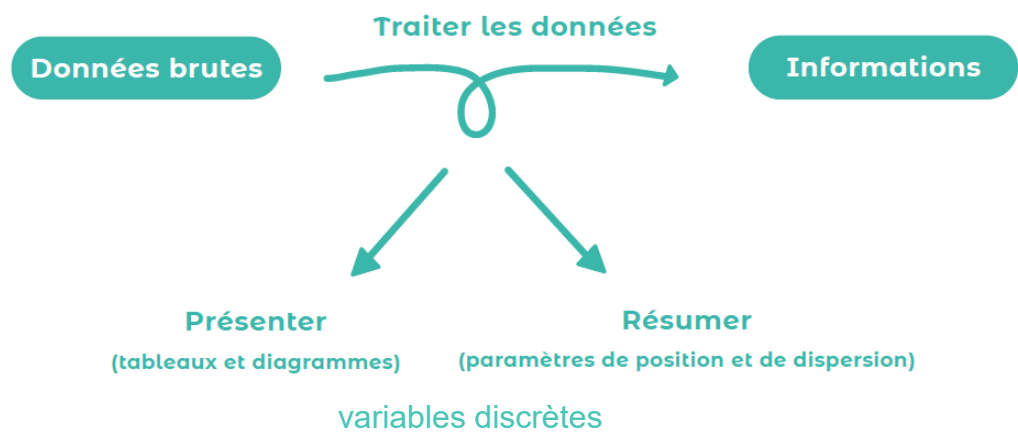 Traiter les données
Données brutes
Informations
Présenter
(tableaux et diagrammes)
Résumer
(paramètres de position et de dispersion)
variables discrètes